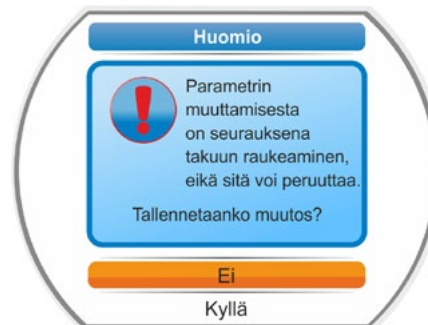 Huomio
Parametrin
muuttamisesta
on seurauksena
takuun raukeaminen,
eikä sitä voi peruuttaa.
Tallennetaanko muutos?
Ei
Kyllä